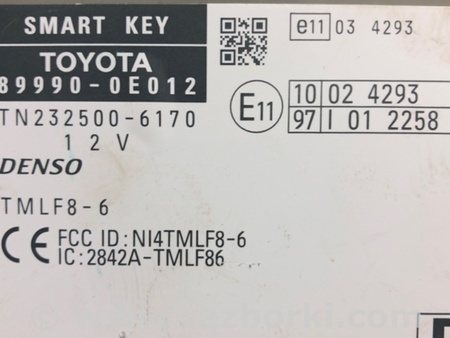 SMART KEY
TOYOTA
89990-0E012
TN232500-6170
12V
DENSO
TMLF8-6
CE FCC ID:NI4TMLF8-6
IC:2842A-TMLF86
e11 03 4293
E11
10 02 4293
97 I 01 2258